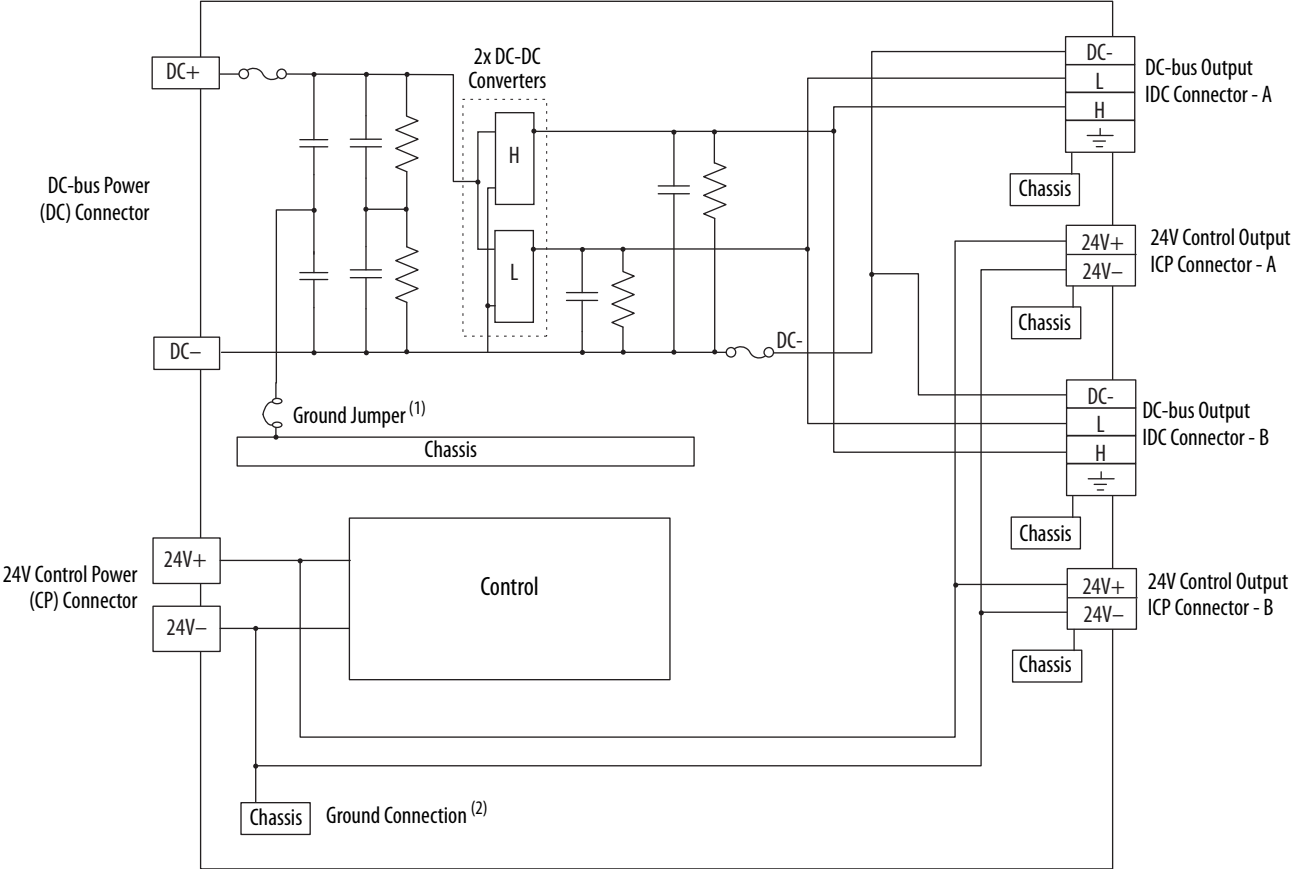 DC+
2x DC-DC
Converters
DC-
L
H
DC-bus Output
IDC Connector - A
H
Chassis
DC-bus Power
(DC) Connector
24V+
24V–
24V Control Output
ICP Connector - A
L
Chassis
DC–
DC-
Ground Jumper (1)
Chassis
DC-
L
H
DC-bus Output
IDC Connector - B
Chassis
24V Control Power
(CP) Connector
24V+
24V–
Control
24V+
24V–
24V Control Output
ICP Connector - B
Chassis
Chassis
Ground Connection (2)